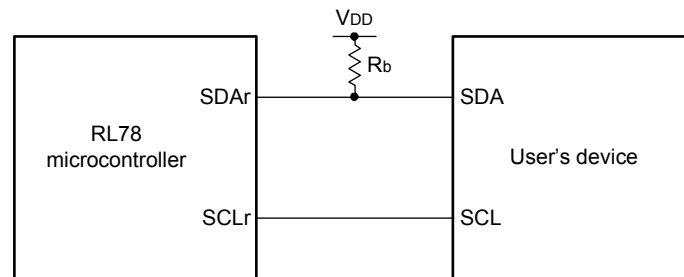 VDD
Rb
SDAr
SDA
RL78
microcontroller
User's device
SCLr
SCL